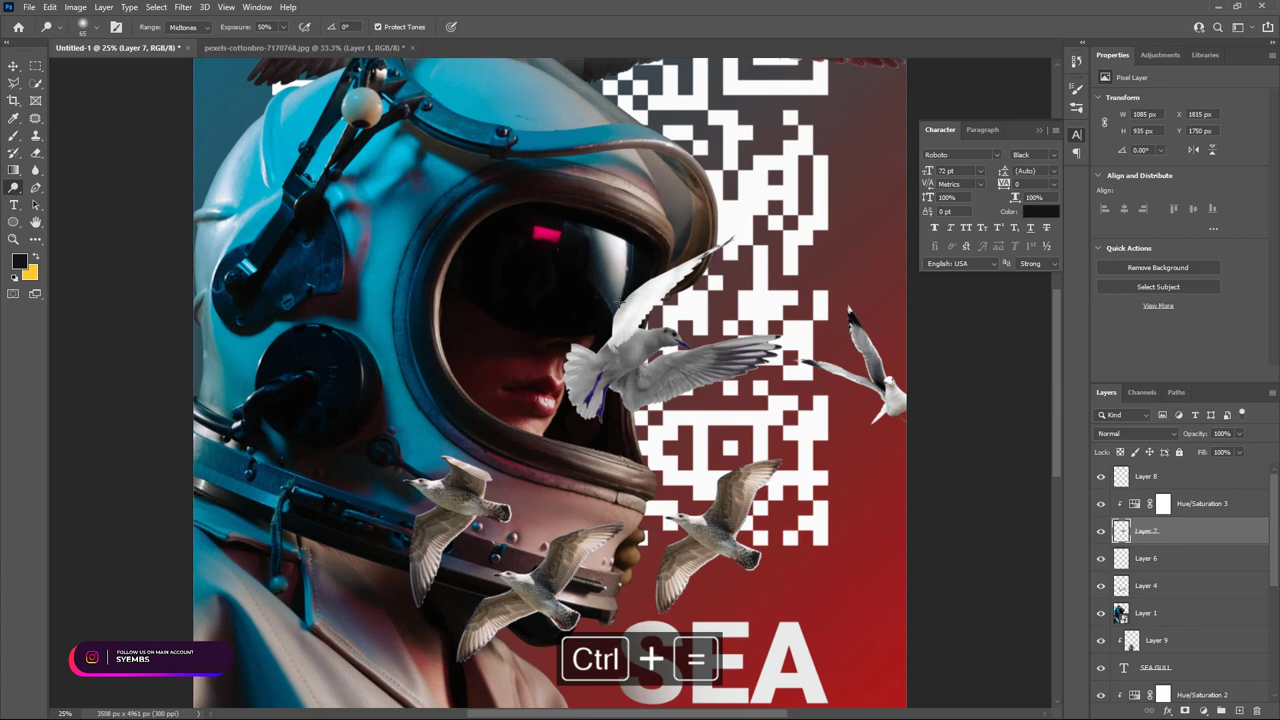 Ps File Edit Image Layer Type Select Filter 3D View Window Help
65 Range: Midtones Exposure: 50% 0° Protect Tones
Untitled-1 @ 25% (Layer 7, RGB/8) * × pexels-cottonbro-7170768.jpg @ 33.3% (Layer 1, RGB/8*) * ×
Properties Adjustments Libraries
Pixel Layer
Transform
W 1085 px X 1815 px
H 935 px Y 1750 px
0.00°
Align and Distribute
Align:
Quick Actions
Remove Background
Select Subject
View More
Character Paragraph
Roboto Black
72 pt (Auto)
Metrics 0
100% 100%
0 pt Color:
English: USA Strong
Layers Channels Paths
Kind
Normal Opacity: 100%
Lock: Fill: 100%
Layer 8
Hue/Saturation 3
Layer 7
Layer 6
Layer 4
Layer 1
Layer 9
SEA GULL
Hue/Saturation 2
SEA
Ctrl + =
FOLLOW US ON MAIN ACCOUNT
SYEMBS
25% 3508 px x 4961 px (300 ppi)